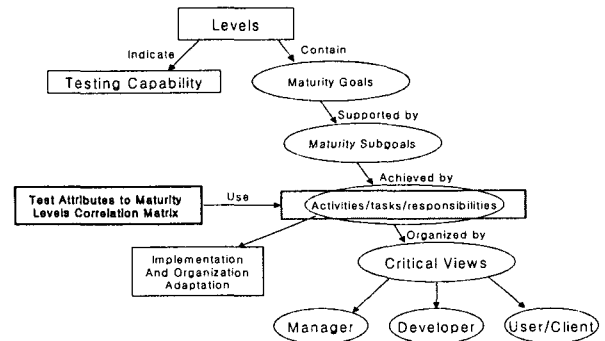 Levels
Indicate
Contain
Testing Capability
Maturity Goals
Supported by
Maturity Subgoals
Achieved by
Test Attributes to Maturity
Levels Correlation Matrix
Use
Activities/tasks/responsibilities
Organized by
Implementation
And Organization
Adaptation
Critical Views
Manager
Developer
User/Client